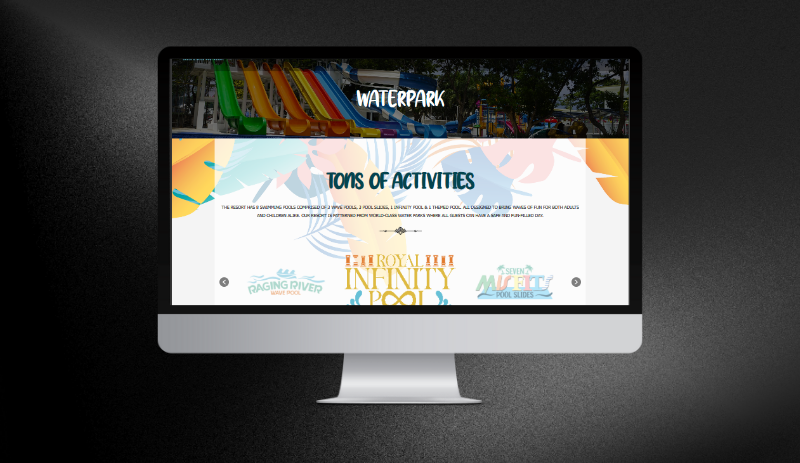 WATERPARK
TONS OF ACTIVITIES
THE RESORT HAS 8 SWIMMING POOLS COMPRISED OF 3 WAVE POOLS, 3 POOL SLIDES, 1 INFINITY POOL & 1 THEMED POOL, ALL DESIGNED TO BRING WAVES OF FUN FOR BOTH ADULTS
AND CHILDREN ALIKE. OUR RESORT IS PATTERNED FROM WORLD-CLASS WATER PARKS WHERE ALL GUESTS CAN HAVE A SAFE AND FUN-FILLED DAY.
RAGING RIVER
WAVE POOL
ROYAL
INFINITY
POOL
SEVEN
POOL SLIDES